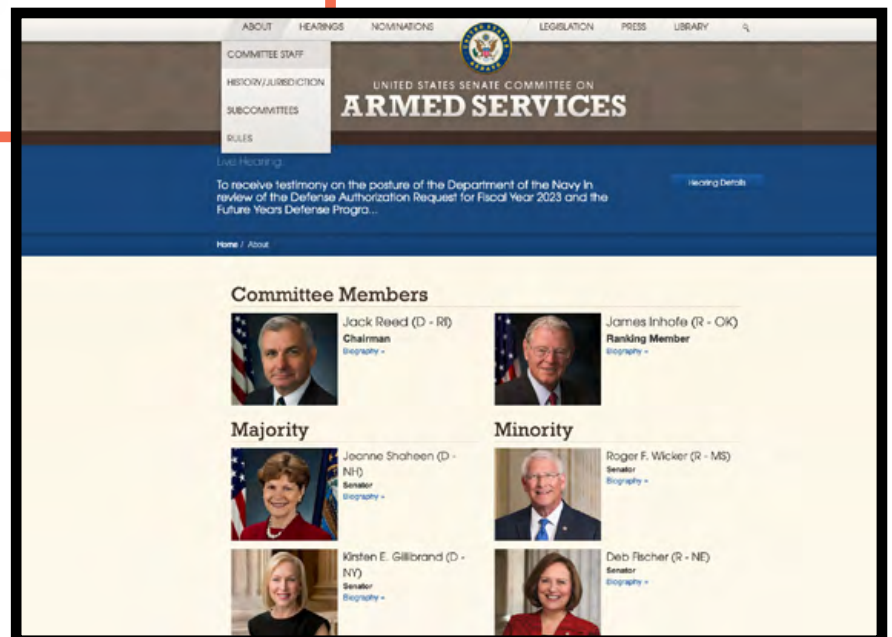 ABOUT HEARINGS NOMINATIONS LEGISLATION PRESS LIBRARY
COMMITTEE STAFF
HISTORY/JURISDICTION
SUBCOMMITTEES
RULES
UNITED STATES SENATE COMMITTEE ON
ARMED SERVICES
Live Hearing
To receive testimony on the posture of the Department of the Navy in
review of the Defense Authorization Request for Fiscal Year 2023 and the
Future Years Defense Progra...
Hearing Details
Home / About
Committee Members
Jack Reed (D - RI)
Chairman
Biography »
James Inhofe (R - OK)
Ranking Member
Biography »
Majority
Minority
Jeanne Shaheen (D -
NH)
Senator
Biography »
Roger F. Wicker (R - MS)
Senator
Biography »
Kirsten E. Gillibrand (D -
NY)
Senator
Biography »
Deb Fischer (R - NE)
Senator
Biography »